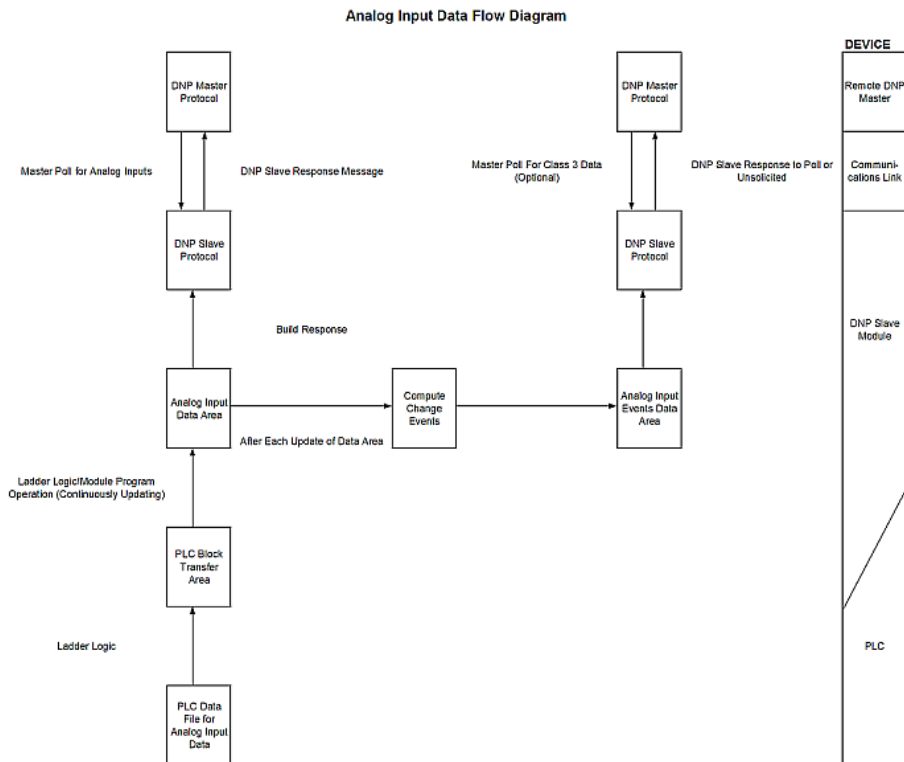 Analog Input Data Flow Diagram
DEVICE
DNP Master
Protocol
DNP Master
Protocol
Remote DNP
Master
Master Poll for Analog Inputs
DNP Slave Response Message
Master Poll For Class 3 Data
(Optional)
DNP Slave Response to Poll or
Unsolicited
Communi-
cations Link
DNP Slave
Protocol
DNP Slave
Protocol
Build Response
DNP Slave
Module
Analog Input
Data Area
Compute
Change
Events
Analog Input
Events Data
Area
After Each Update of Data Area
Ladder Logic/Module Program
Operation (Continuously Updating)
PLC Block
Transfer
Area
Ladder Logic
PLC
PLC Data
File for
Analog Input
Data